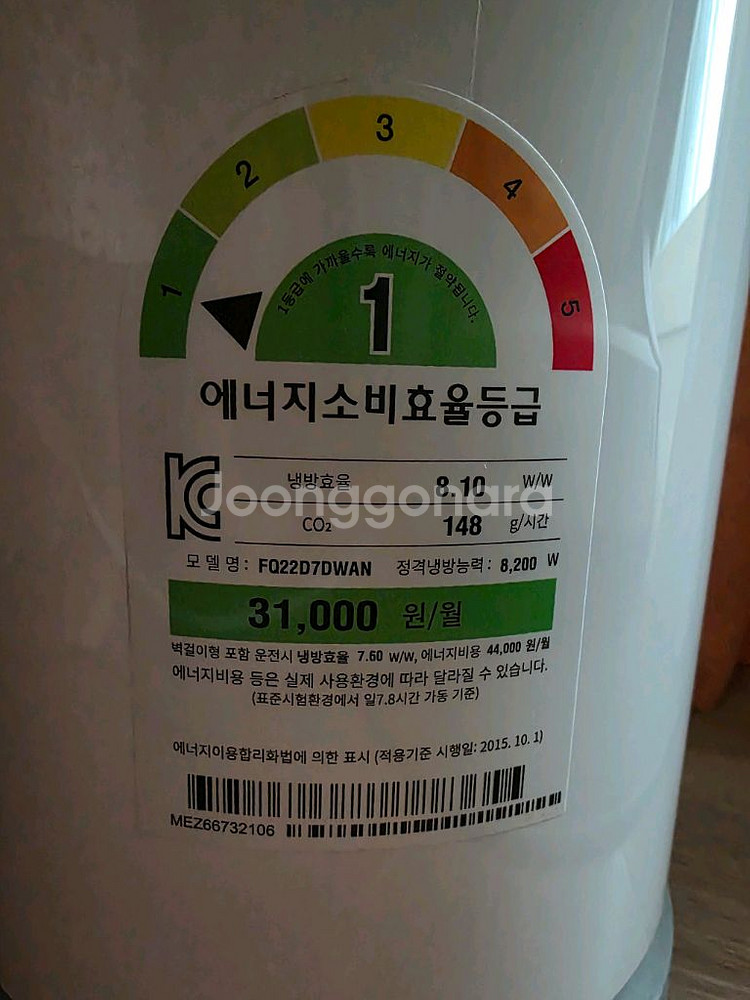 1 2 3 4 5
1등급에 가까울수록 에너지가 절약됩니다.
1
에너지소비효율등급
냉방효율 8.10 W/W
Joonggonara
CO₂ 148 g/시간
모 델 명 : FQ22D7DWAN 정격냉방능력 : 8,200 W
31,000 원/월
벽걸이형 포함 운전시 냉방효율 7.60 W/W, 에너지비용 44,000 원/월
에너지비용 등은 실제 사용환경에 따라 달라질 수 있습니다.
(표준시험환경에서 일7.8시간 가동 기준)
에너지이용합리화법에 의한 표시 (적용기준 시행일: 2015. 10. 1)
MEZ66732106